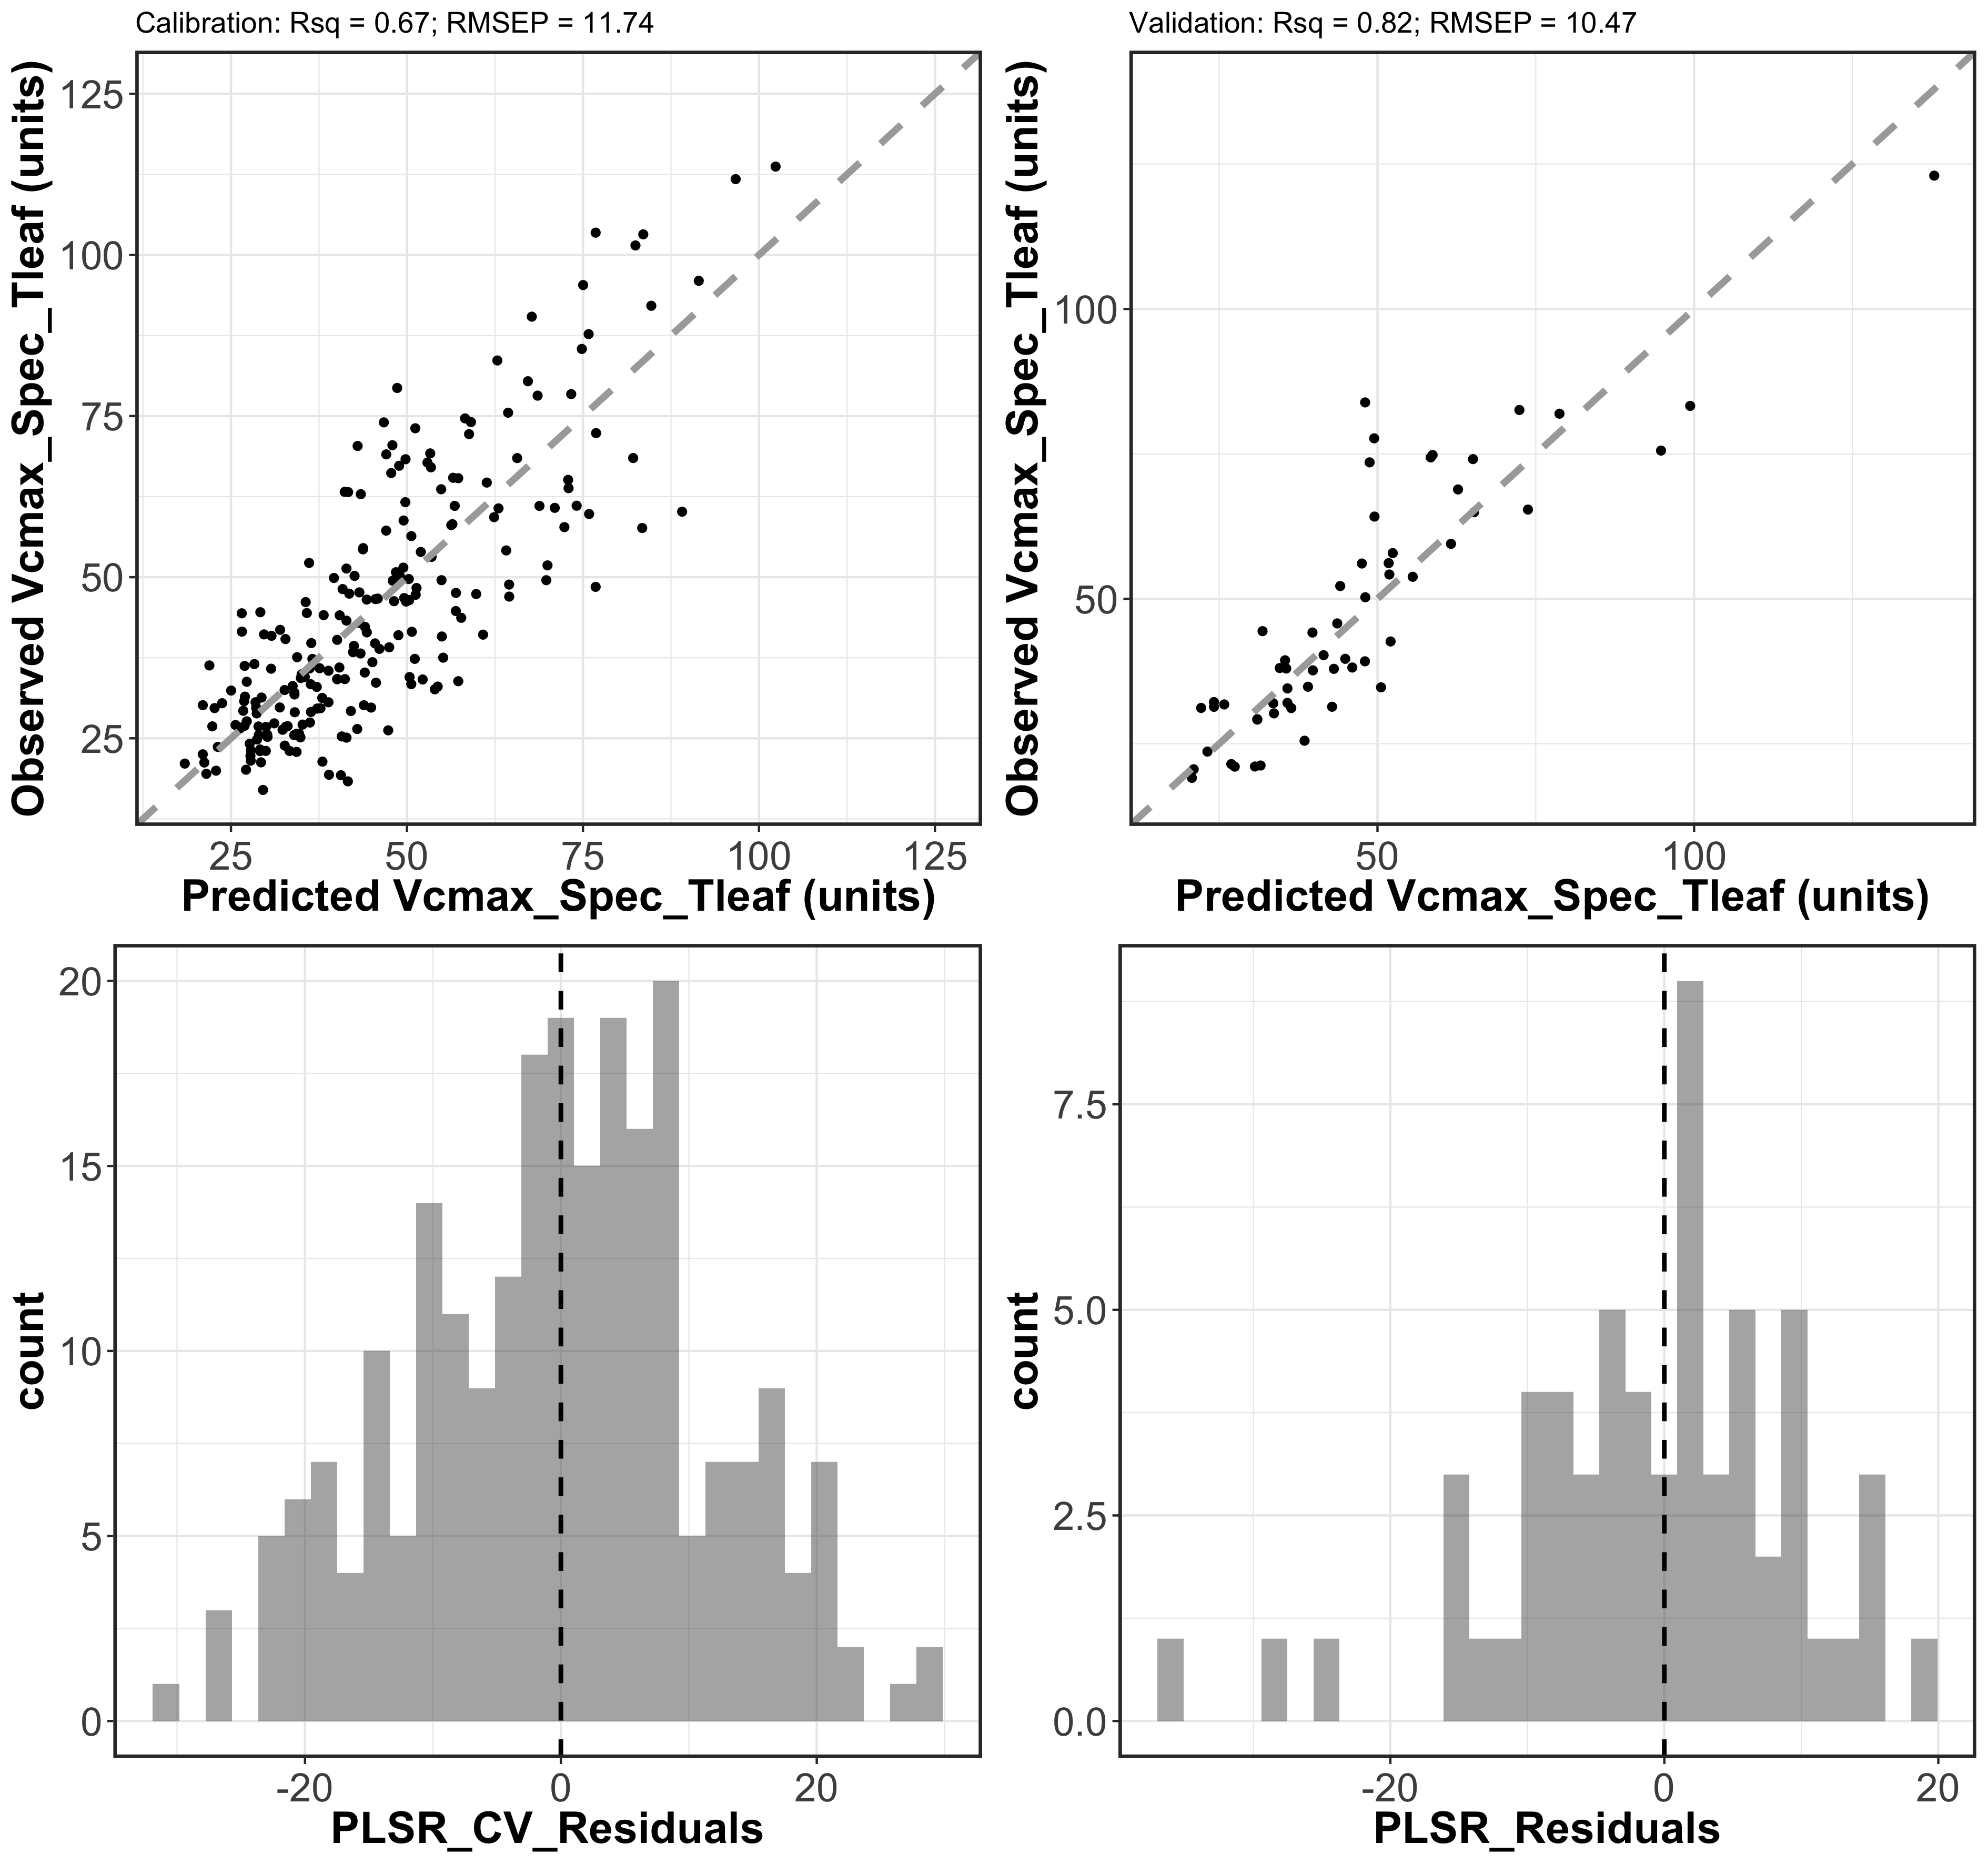 Calibration: Rsq = 0.67; RMSEP = 11.74
Observed Vcmax_Spec_Tleaf (units)
125
100
75
50
25
25 50 75 100 125
Predicted Vcmax_Spec_Tleaf (units)
Validation: Rsq = 0.82; RMSEP = 10.47
Observed Vcmax_Spec_Tleaf (units)
100
50
50 100
Predicted Vcmax_Spec_Tleaf (units)
count
20
15
10
5
0
-20 0 20
PLSR_CV_Residuals
count
7.5
5.0
2.5
0.0
-20 0 20
PLSR_Residuals